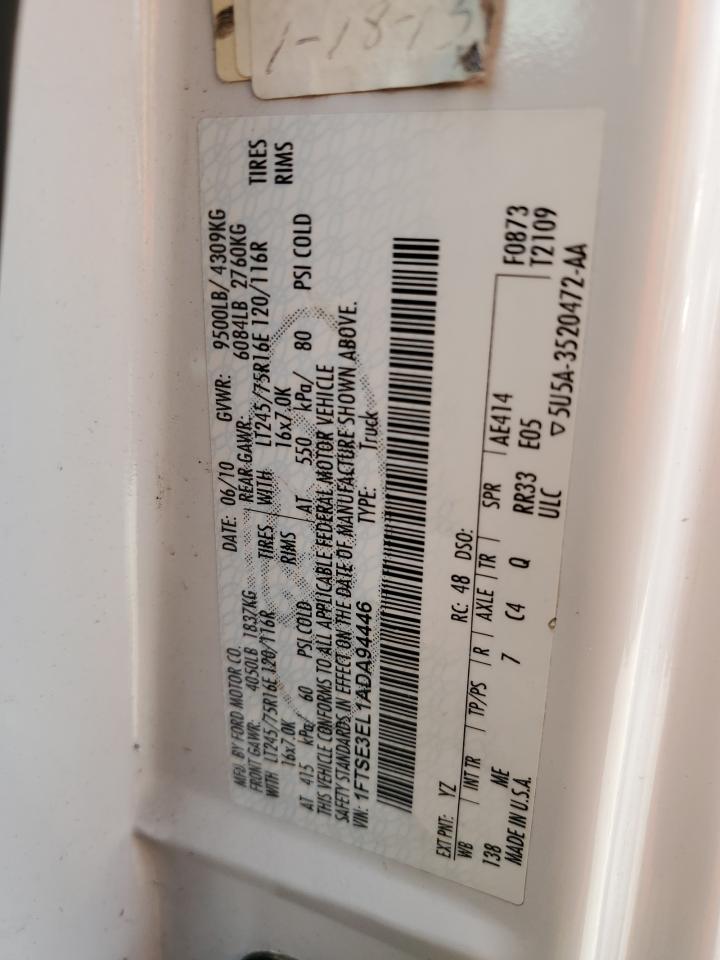 1-18-13
MFD. BY FORD MOTOR CO.
DATE: 06/10 GVWR: 9500LB/ 4309KG
FRONT GAWR: 4050LB 1837KG
REAR GAWR: 6084LB 2760KG
WITH LT245/75R16E 120/116R TIRES
WITH LT245/75R16E 120/116R TIRES
16x7.0K RIMS
16x7.0K RIMS
AT 415 kPa/ 60 PSI COLD
AT 550 kPa/ 80 PSI COLD
THIS VEHICLE CONFORMS TO ALL APPLICABLE FEDERAL MOTOR VEHICLE
SAFETY STANDARDS IN EFFECT ON THE DATE OF MANUFACTURE SHOWN ABOVE.
VIN: 1FTSE3EL1ADA94446
TYPE: Truck
EXT PNT: YZ RC: 48 DSO:
WB INT TR TP/PS R AXLE TR SPR AE414 F0873
138 ME 7 C4 Q RR33 E05 T2109
MADE IN U.S.A. ULC ▽5U5A-3520472-AA